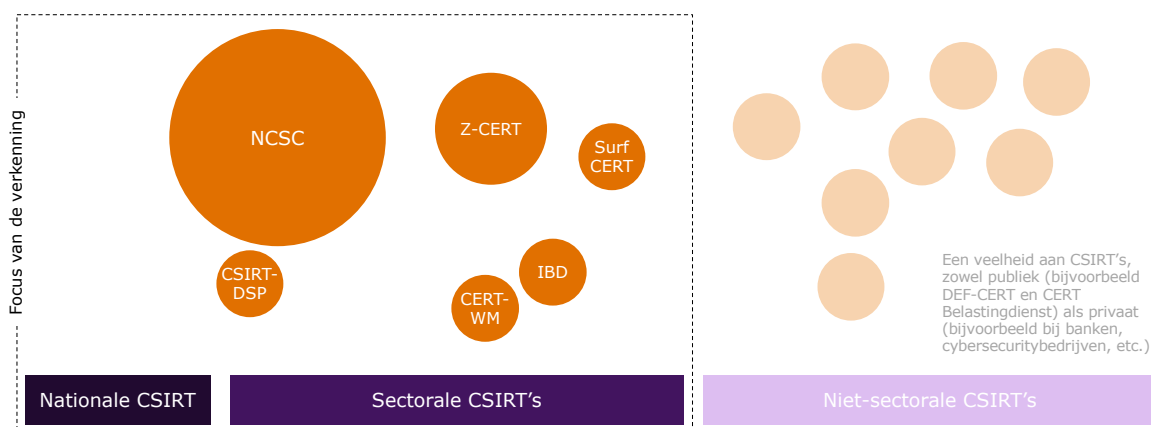 Focus van de verkenning
NCSC
Z-CERT
Surf
CERT
CSIRT-
DSP
IBD
CERT-
WM
Een veelheid aan CSIRT’s,
zowel publiek (bijvoorbeeld
DEF-CERT en CERT
Belastingdienst) als privaat
(bijvoorbeeld bij banken,
cybersecuritybedrijven, etc.)
Nationale CSIRT
Sectorale CSIRT’s
Niet-sectorale CSIRT’s